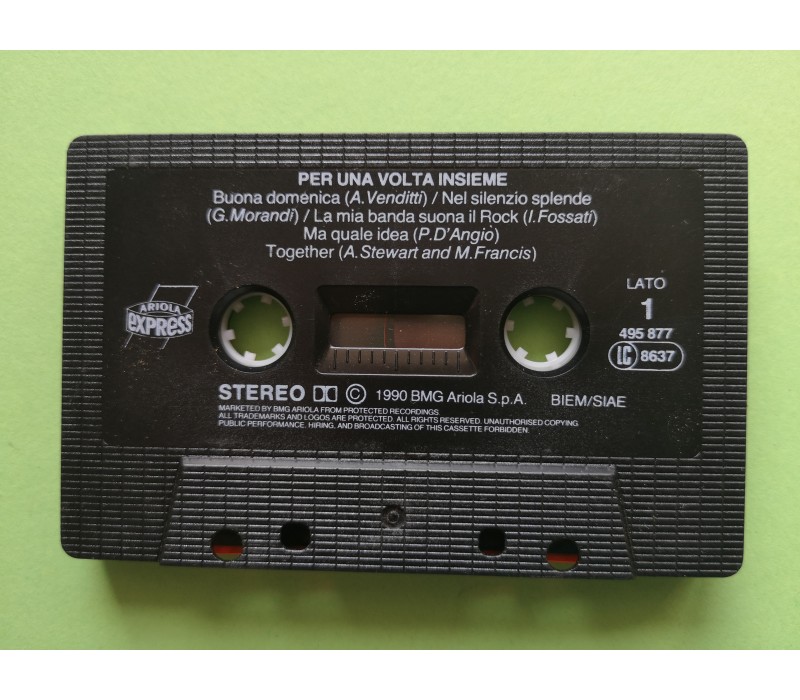 PER UNA VOLTA INSIEME
Buona domenica (A.Venditti) / Nel silenzio splende
(G.Morandi) / La mia banda suona il Rock (I.Fossati)
Ma quale idea (P.D'Angiò)
Together (A.Stewart and M.Francis)
ARIOLA
EXPRESS
LATO
1
495 877
LC 8637
STEREO © 1990 BMG Ariola S.p.A. BIEM/SIAE
MARKETED BY BMG ARIOLA FROM PROTECTED RECORDINGS.
ALL TRADEMARKS AND LOGOS ARE PROTECTED. ALL RIGHTS RESERVED. UNAUTHORISED COPYING
PUBLIC PERFORMANCE. HIRING, AND BROADCASTING OF THIS CASSETTE FORBIDDEN.